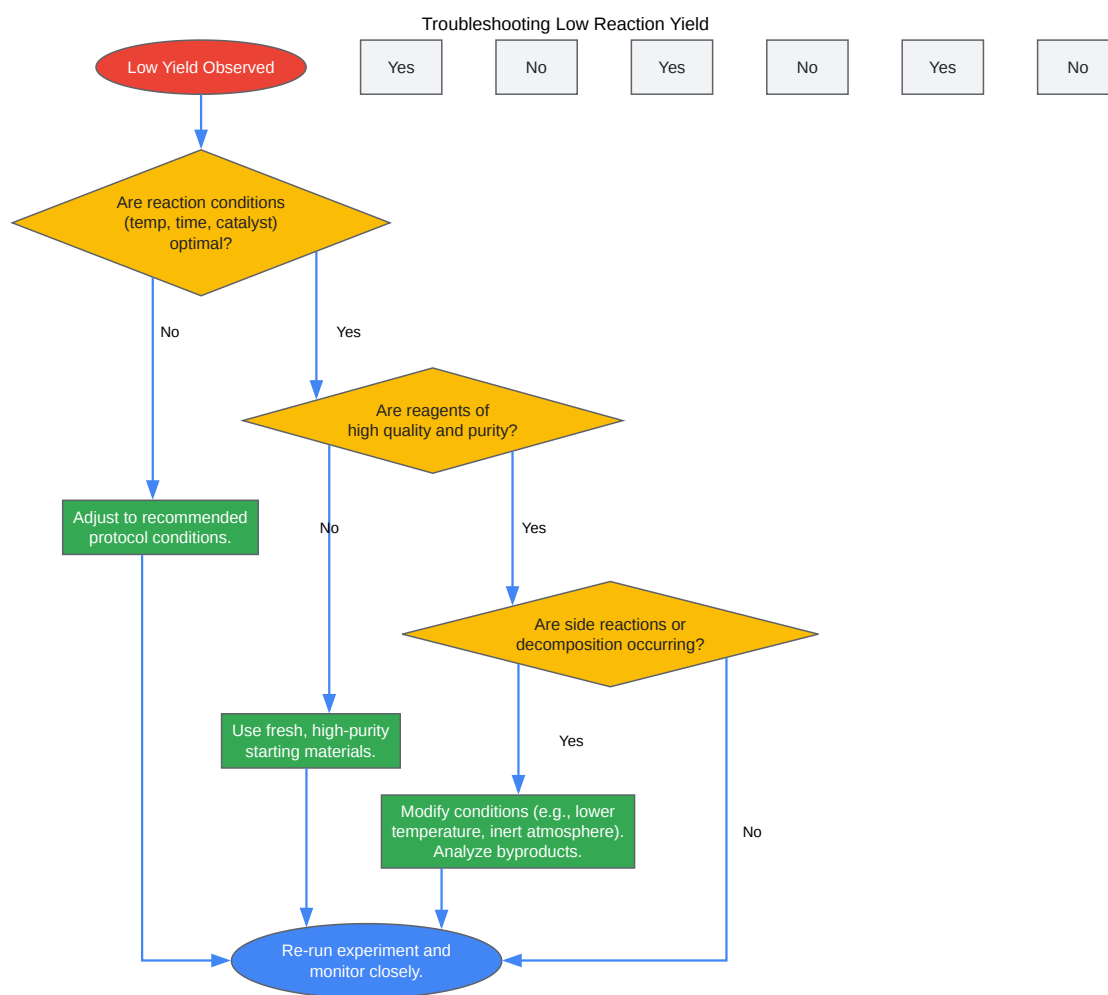 Troubleshooting Low Reaction Yield
Low Yield Observed
Yes
No
Yes
No
Yes
No
Are reaction conditions
(temp, time, catalyst)
optimal?
No
Yes
Are reagents of
high quality and purity?
Adjust to recommended
protocol conditions.
No
Yes
Are side reactions or
decomposition occurring?
Use fresh, high-purity
starting materials.
Yes
Modify conditions (e.g., lower
temperature, inert atmosphere).
Analyze byproducts.
No
Re-run experiment and
monitor closely.